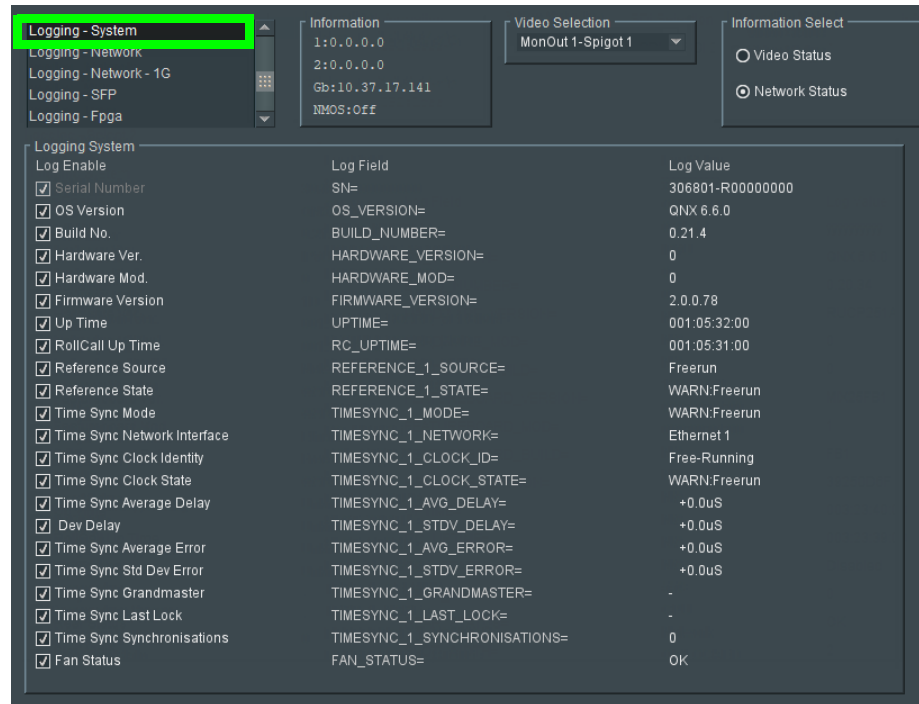 Logging - System
Logging - Network
Logging - Network - 1G
Logging - SFP
Logging - Fpga
Information
1:0.0.0.0
2:0.0.0.0
Gb:10.37.17.141
NMOS:Off
Video Selection
MonOut 1-Spigot 1
Information Select
Video Status
Network Status
Logging System
Log Enable Log Field Log Value
Serial Number SN= 306801-R00000000
OS Version OS_VERSION= QNX 6.6.0
Build No. BUILD_NUMBER= 0.21.4
Hardware Ver. HARDWARE_VERSION= 0
Hardware Mod. HARDWARE_MOD= 0
Firmware Version FIRMWARE_VERSION= 2.0.0.78
Up Time UPTIME= 001:05:32:00
RollCall Up Time RC_UPTIME= 001:05:31:00
Reference Source REFERENCE_1_SOURCE= Freerun
Reference State REFERENCE_1_STATE= WARN:Freerun
Time Sync Mode TIMESYNC_1_MODE= WARN:Freerun
Time Sync Network Interface TIMESYNC_1_NETWORK= Ethernet 1
Time Sync Clock Identity TIMESYNC_1_CLOCK_ID= Free-Running
Time Sync Clock State TIMESYNC_1_CLOCK_STATE= WARN:Freerun
Time Sync Average Delay TIMESYNC_1_AVG_DELAY= +0.0uS
Dev Delay TIMESYNC_1_STDV_DELAY= +0.0uS
Time Sync Average Error TIMESYNC_1_AVG_ERROR= +0.0uS
Time Sync Std Dev Error TIMESYNC_1_STDV_ERROR= +0.0uS
Time Sync Grandmaster TIMESYNC_1_GRANDMASTER= -
Time Sync Last Lock TIMESYNC_1_LAST_LOCK= -
Time Sync Synchronisations TIMESYNC_1_SYNCHRONISATIONS= 0
Fan Status FAN_STATUS= OK